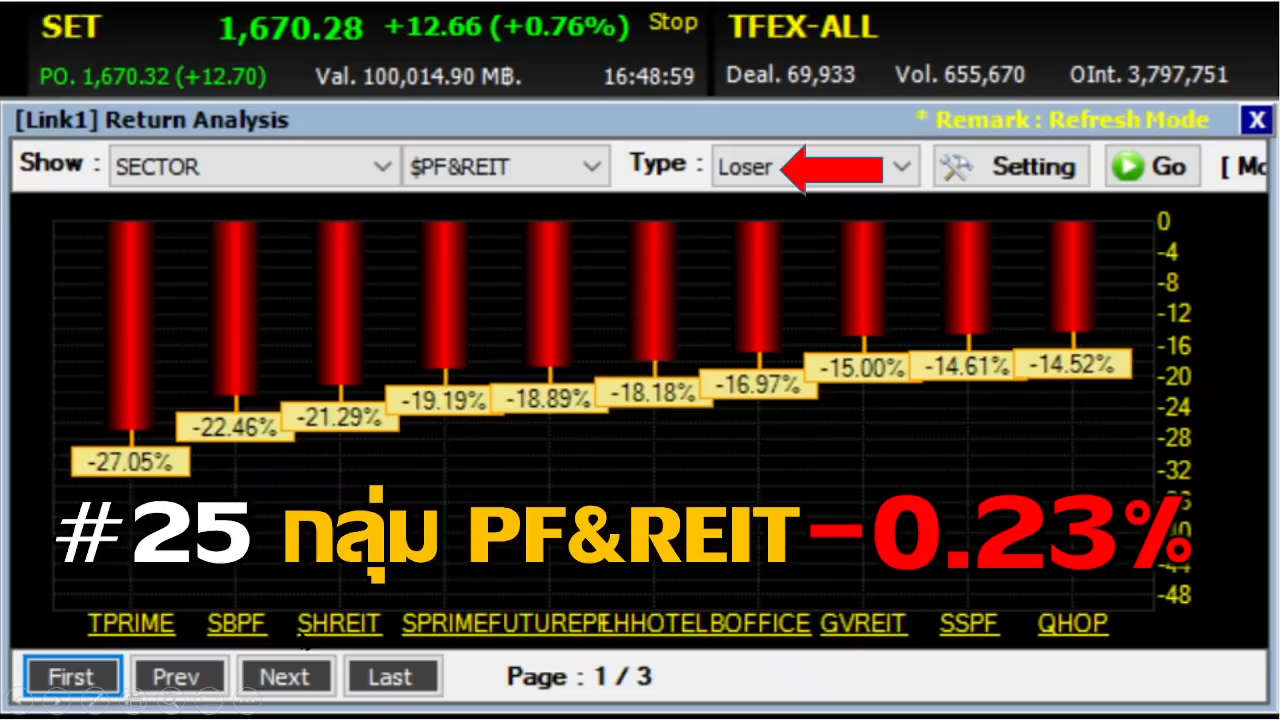 SET 1,670.28 +12.66 (+0.76%) Stop TFEX-ALL
PO. 1,670.32 (+12.70) Val. 100,014.90 MB. 16:48:59 Deal. 69,933 Vol. 655,670 OInt. 3,797,751
[Link1] Return Analysis * Remark : Refresh Mode X
Show : SECTOR $PF&REIT Type : Loser Setting Go [ Mo
0
-4
-8
-12
-16
-20
-24
-28
-32
-48
-27.05% -22.46% -21.29% -19.19% -18.89% -18.18% -16.97% -15.00% -14.61% -14.52%
#25 กลุ่ม PF&REIT -0.23%
TPRIME SBPF SHREIT SPRIME FUTUREPF LHHOTEL BOFFICE GVREIT SSPF QHOP
First Prev Next Last Page : 1 / 3